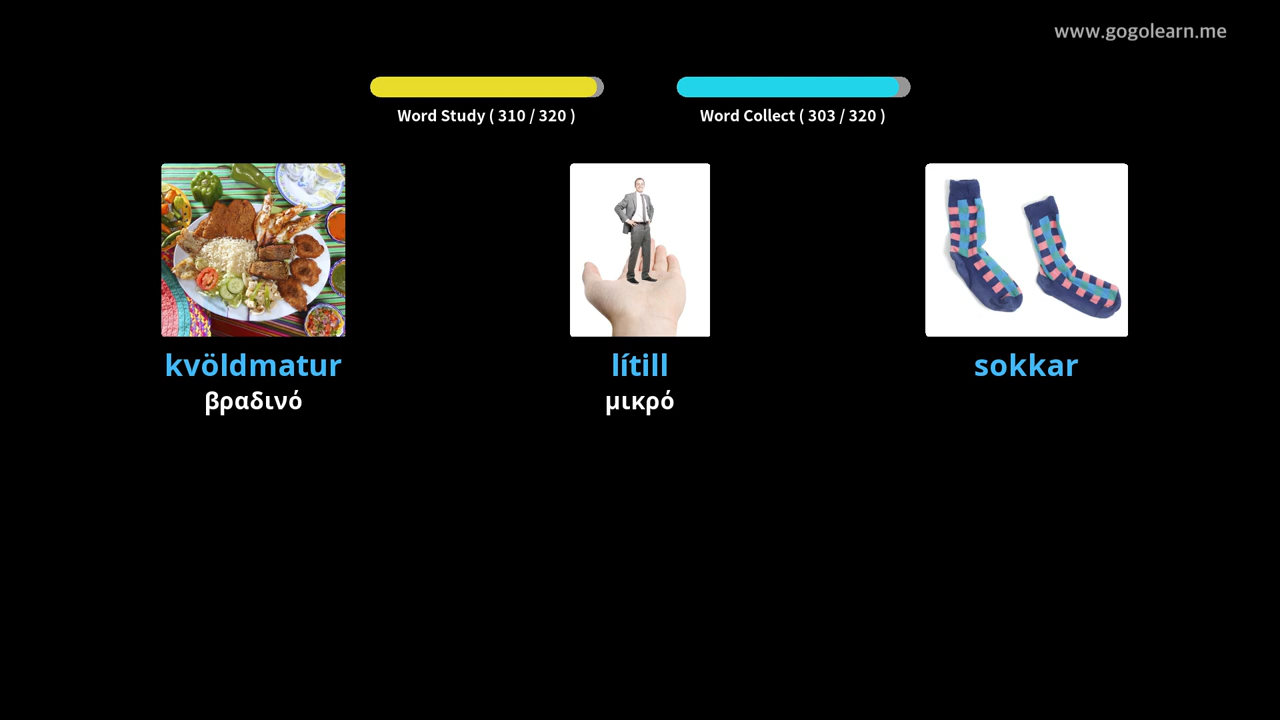 www.gogolearn.me
Word Study ( 310 / 320 )
Word Collect ( 303 / 320 )
kvöldmatur
lítill
sokkar
βραδινό
μικρό